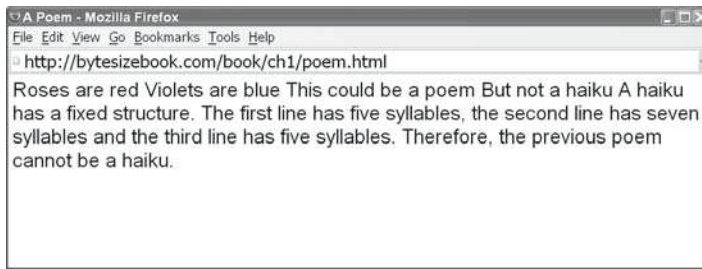 A Poem - Mozilla Firefox
File Edit View Go Bookmarks Tools Help
http://bytesizebook.com/book/ch1/poem.html
Roses are red Violets are blue This could be a poem But not a haiku A haiku
has a fixed structure. The first line has five syllables, the second line has seven
syllables and the third line has five syllables. Therefore, the previous poem
cannot be a haiku.